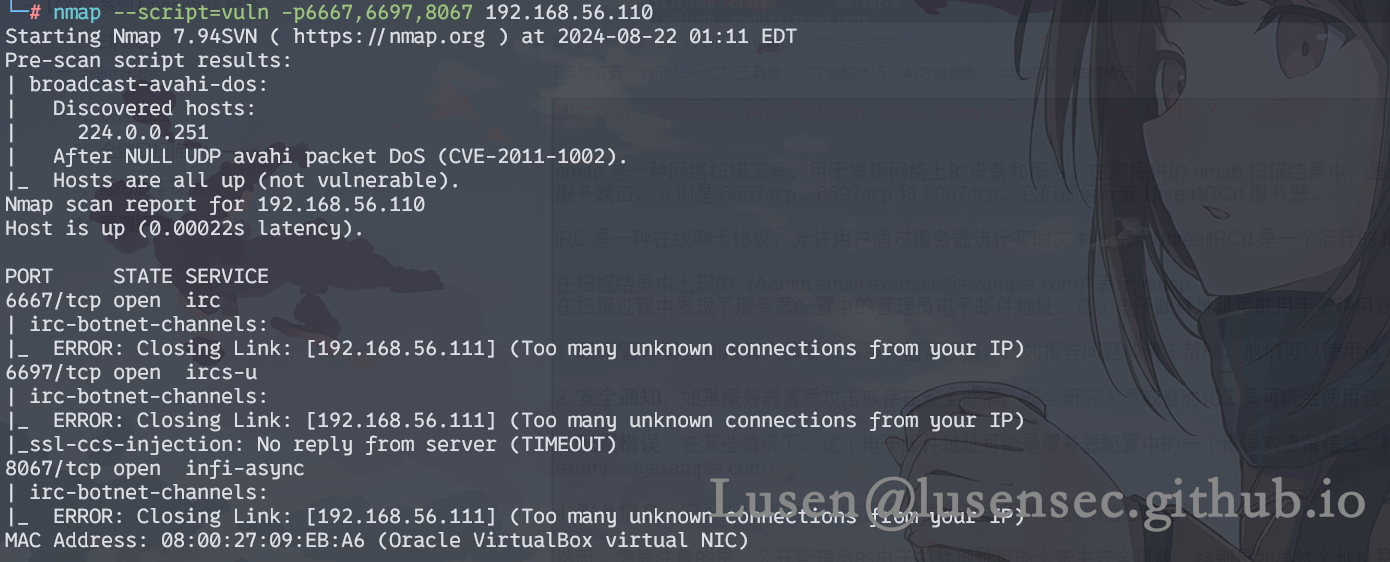 └─# nmap --script=vuln -p6667,6697,8067 192.168.56.110
Starting Nmap 7.94SVN ( https://nmap.org ) at 2024-08-22 01:11 EDT
Pre-scan script results:
| broadcast-avahi-dos:
|   Discovered hosts:
|     224.0.0.251
|   After NULL UDP avahi packet DoS (CVE-2011-1002).
|_  Hosts are all up (not vulnerable).
Nmap scan report for 192.168.56.110
Host is up (0.00022s latency).
PORT     STATE SERVICE
6667/tcp open  irc
| irc-botnet-channels:
|_  ERROR: Closing Link: [192.168.56.111] (Too many unknown connections from your IP)
6697/tcp open  ircs-u
| irc-botnet-channels:
|_  ERROR: Closing Link: [192.168.56.111] (Too many unknown connections from your IP)
|_ssl-ccs-injection: No reply from server (TIMEOUT)
8067/tcp open  infi-async
| irc-botnet-channels:
|_  ERROR: Closing Link: [192.168.56.111] (Too many unknown connections from your IP)
MAC Address: 08:00:27:09:EB:A6 (Oracle VirtualBox virtual NIC)
Lusen@lusensec.github.io